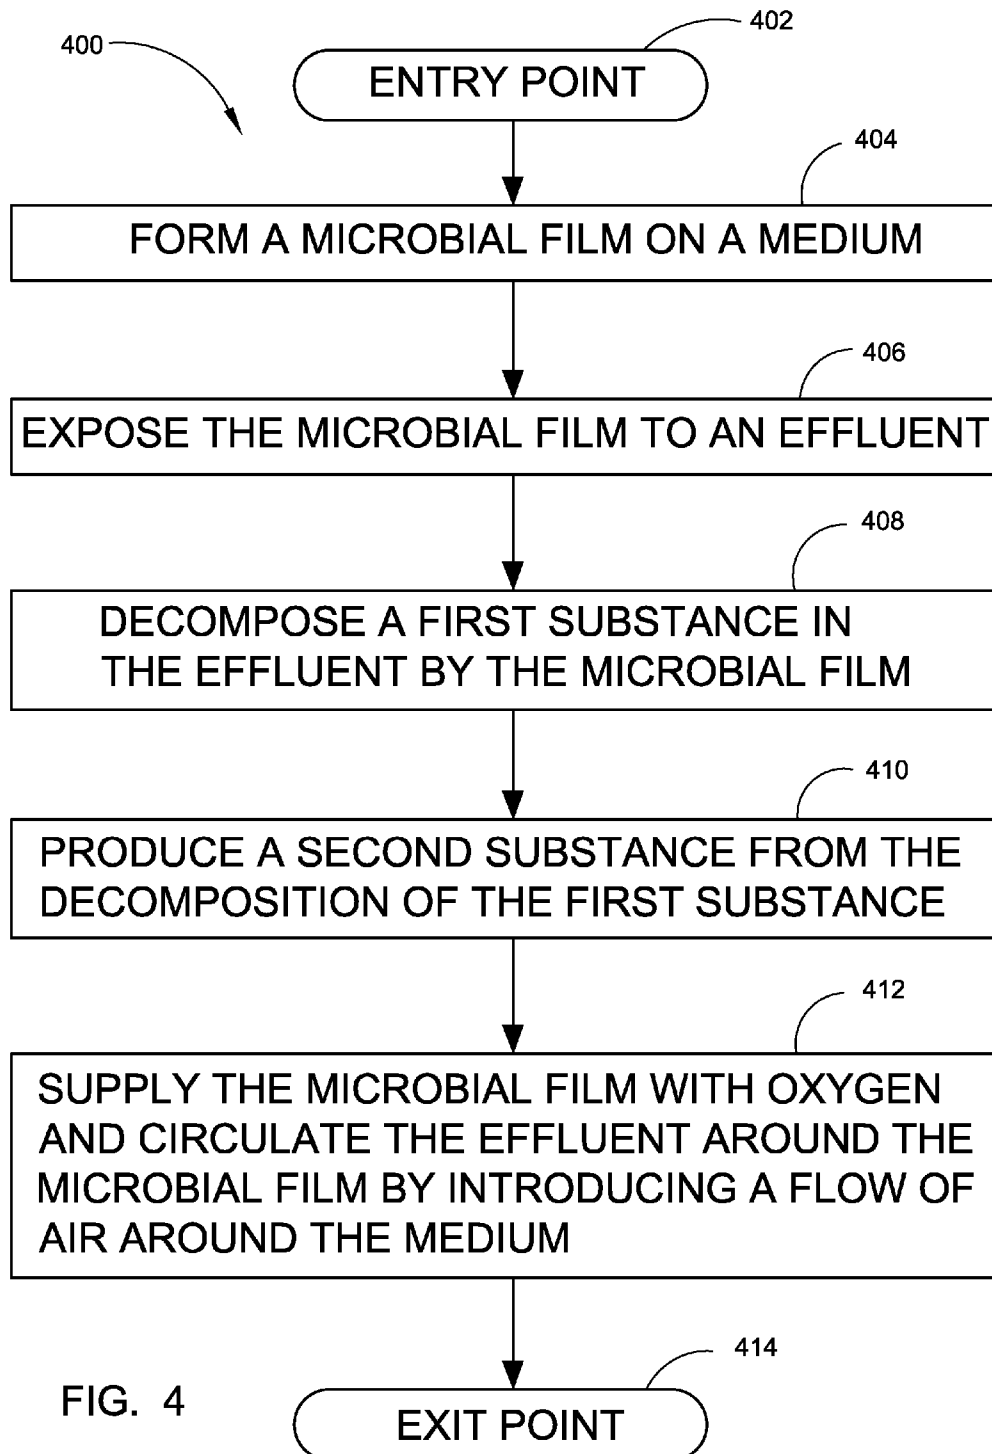 400
402
ENTRY POINT
404
FORM A MICROBIAL FILM ON A MEDIUM
406
EXPOSE THE MICROBIAL FILM TO AN EFFLUENT
408
DECOMPOSE A FIRST SUBSTANCE IN
THE EFFLUENT BY THE MICROBIAL FILM
410
PRODUCE A SECOND SUBSTANCE FROM THE
DECOMPOSITION OF THE FIRST SUBSTANCE
412
SUPPLY THE MICROBIAL FILM WITH OXYGEN
AND CIRCULATE THE EFFLUENT AROUND THE
MICROBIAL FILM BY INTRODUCING A FLOW OF
AIR AROUND THE MEDIUM
414
EXIT POINT
FIG. 4